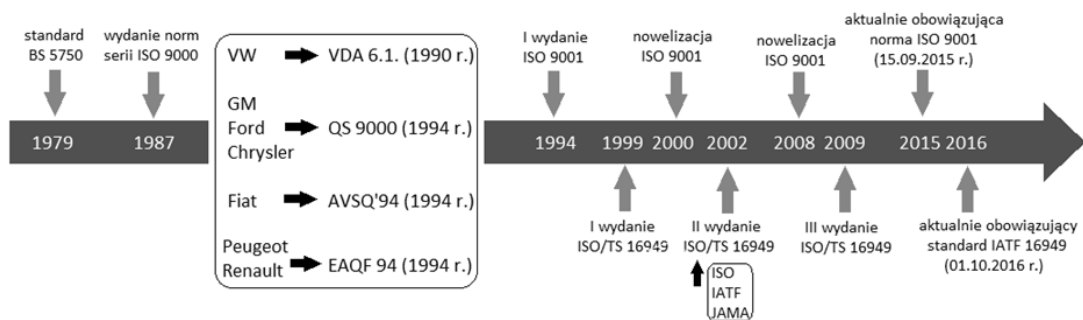 standard
BS 5750
wydanie norm
serii ISO 9000
1979
1987
VW
VDA 6.1. (1990 r.)
GM
Ford
Chrysler
QS 9000 (1994 r.)
Fiat
AVSQ'94 (1994 r.)
Peugeot
Renault
EAQF 94 (1994 r.)
I wydanie
ISO 9001
nowelizacja
ISO 9001
nowelizacja
ISO 9001
aktualnie obowiązująca
norma ISO 9001
(15.09.2015 r.)
1994
1999
2000
2002
2008
2009
2015
2016
I wydanie
ISO/TS 16949
II wydanie
ISO/TS 16949
ISO
IATF
JAMA
III wydanie
ISO/TS 16949
aktualnie obowiązujący
standard IATF 16949
(01.10.2016 r.)